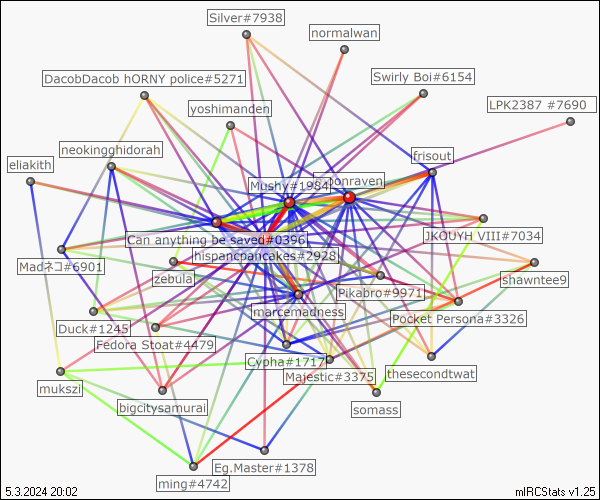 Silver#7938
normalwan
DacobDacob hORNY police#5271
Swirly Boi#6154
yoshimanden
LPK2387 #7690
neokingghidorah
frisout
eliakith
Mushy#1984
onraven
Can anything be saved#0396
JKOUYH VIII#7034
hispancpancakes#2928
Madネコ#6901
zebula
shawntee9
Pikabro#9971
marcemadness
Pocket Persona#3326
Duck#1245
Fedora Stoat#4479
Cypha#1717
Majestic#3375
thesecondtwat
mukszi
bigcitysamurai
somass
Eg.Master#1378
ming#4742
5.3.2024 20:02
mIRCStats v1.25